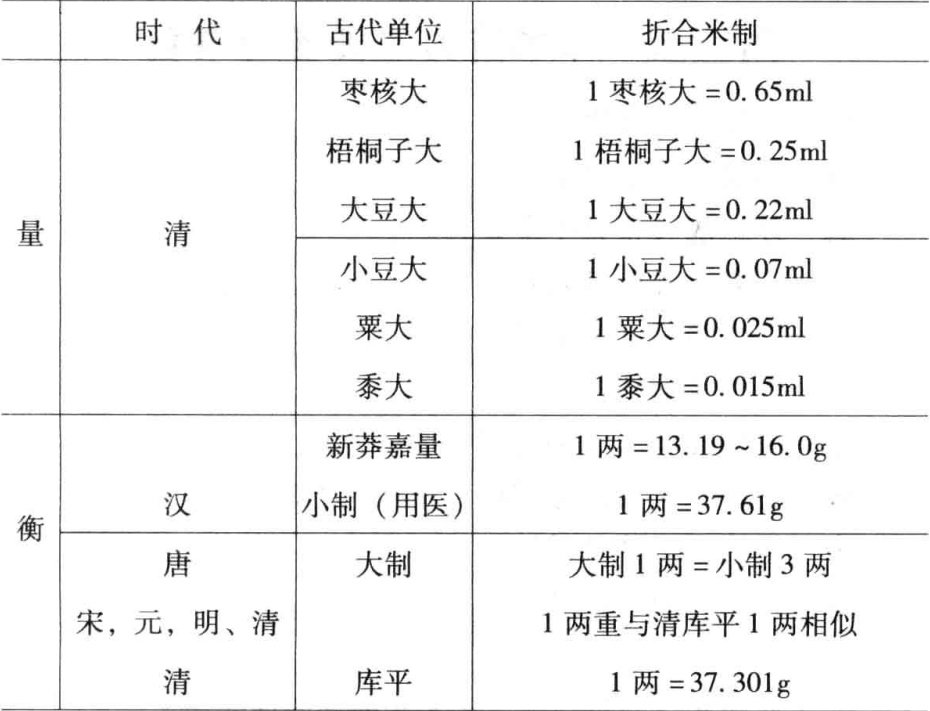 时 代 古代单位 折合米制
枣核大 1枣核大=0.65ml
梧桐子大 1梧桐子大=0.25ml
大豆大 1大豆大=0.22ml
量 清
小豆大 1小豆大=0.07ml
粟大 1粟大=0.025ml
黍大 1黍大=0.015ml
新莽嘉量 1两=13.19~16.0g
汉 小制（用医） 1两=37.61g
衡
唐 大制 大制1两=小制3两
宋，元，明、清 1两重与清库平1两相似
清 库平 1两=37.301g